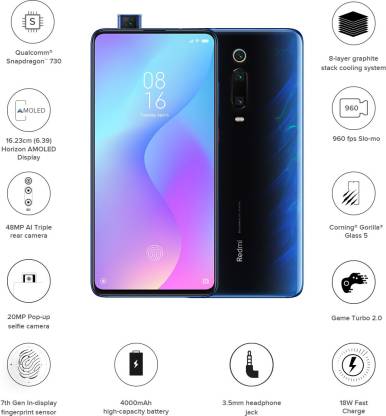 S
Qualcomm®
Snapdragon™ 730
AMOLED
16.23cm (6.39)
Horizon AMOLED
Display
48MP AI Triple
rear camera
20MP Pop-up
selfie camera
7th Gen In-display
fingerprint sensor
08
16
Tuesday
16 April
Redmi
4000mAh
high-capacity battery
3.5mm headphone
jack
8-layer graphite
stack cooling system
960
960 fps Slo-mo
Corning® Gorilla®
Glass 5
Game Turbo 2.0
18W Fast
Charge